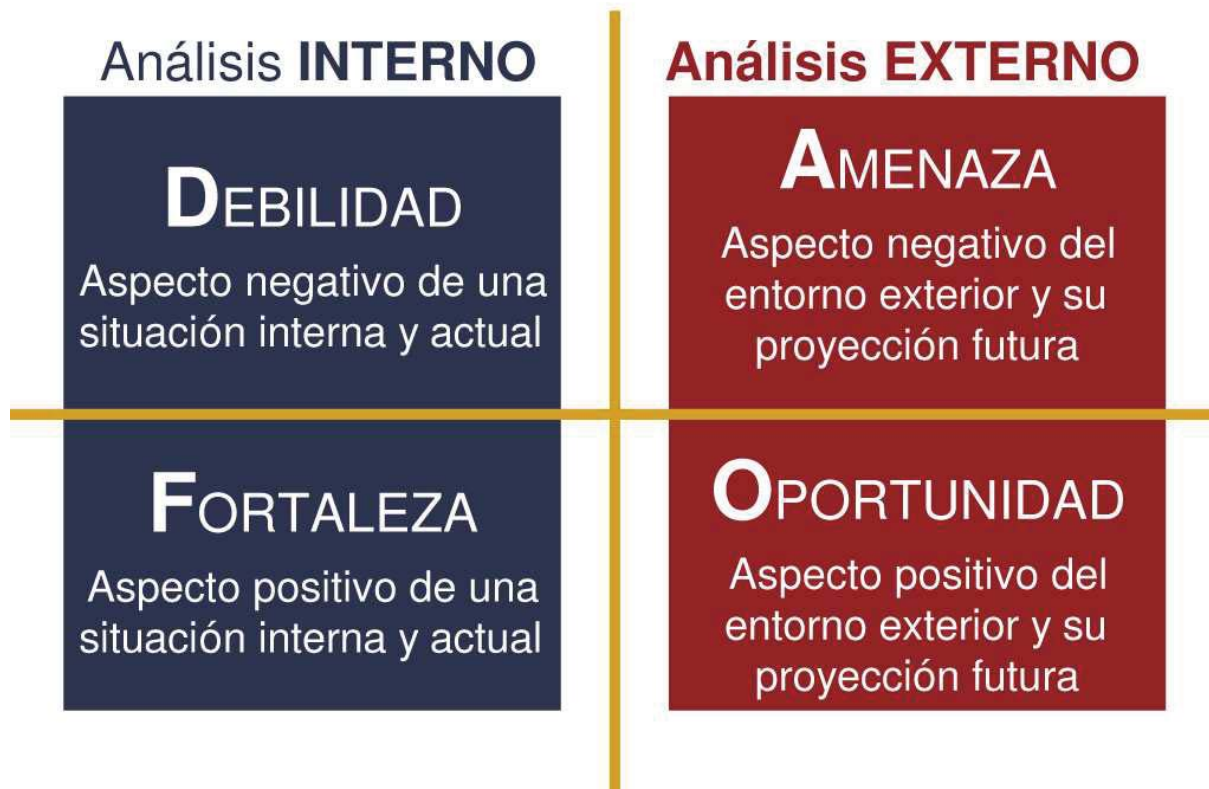 Análisis INTERNO
DEBILIDAD
Aspecto negativo de una
situación interna y actual
FORTALEZA
Aspecto positivo de una
situación interna y actual
Análisis EXTERNO
AMENAZA
Aspecto negativo del
entorno exterior y su
proyección futura
OPORTUNIDAD
Aspecto positivo del
entorno exterior y su
proyección futura